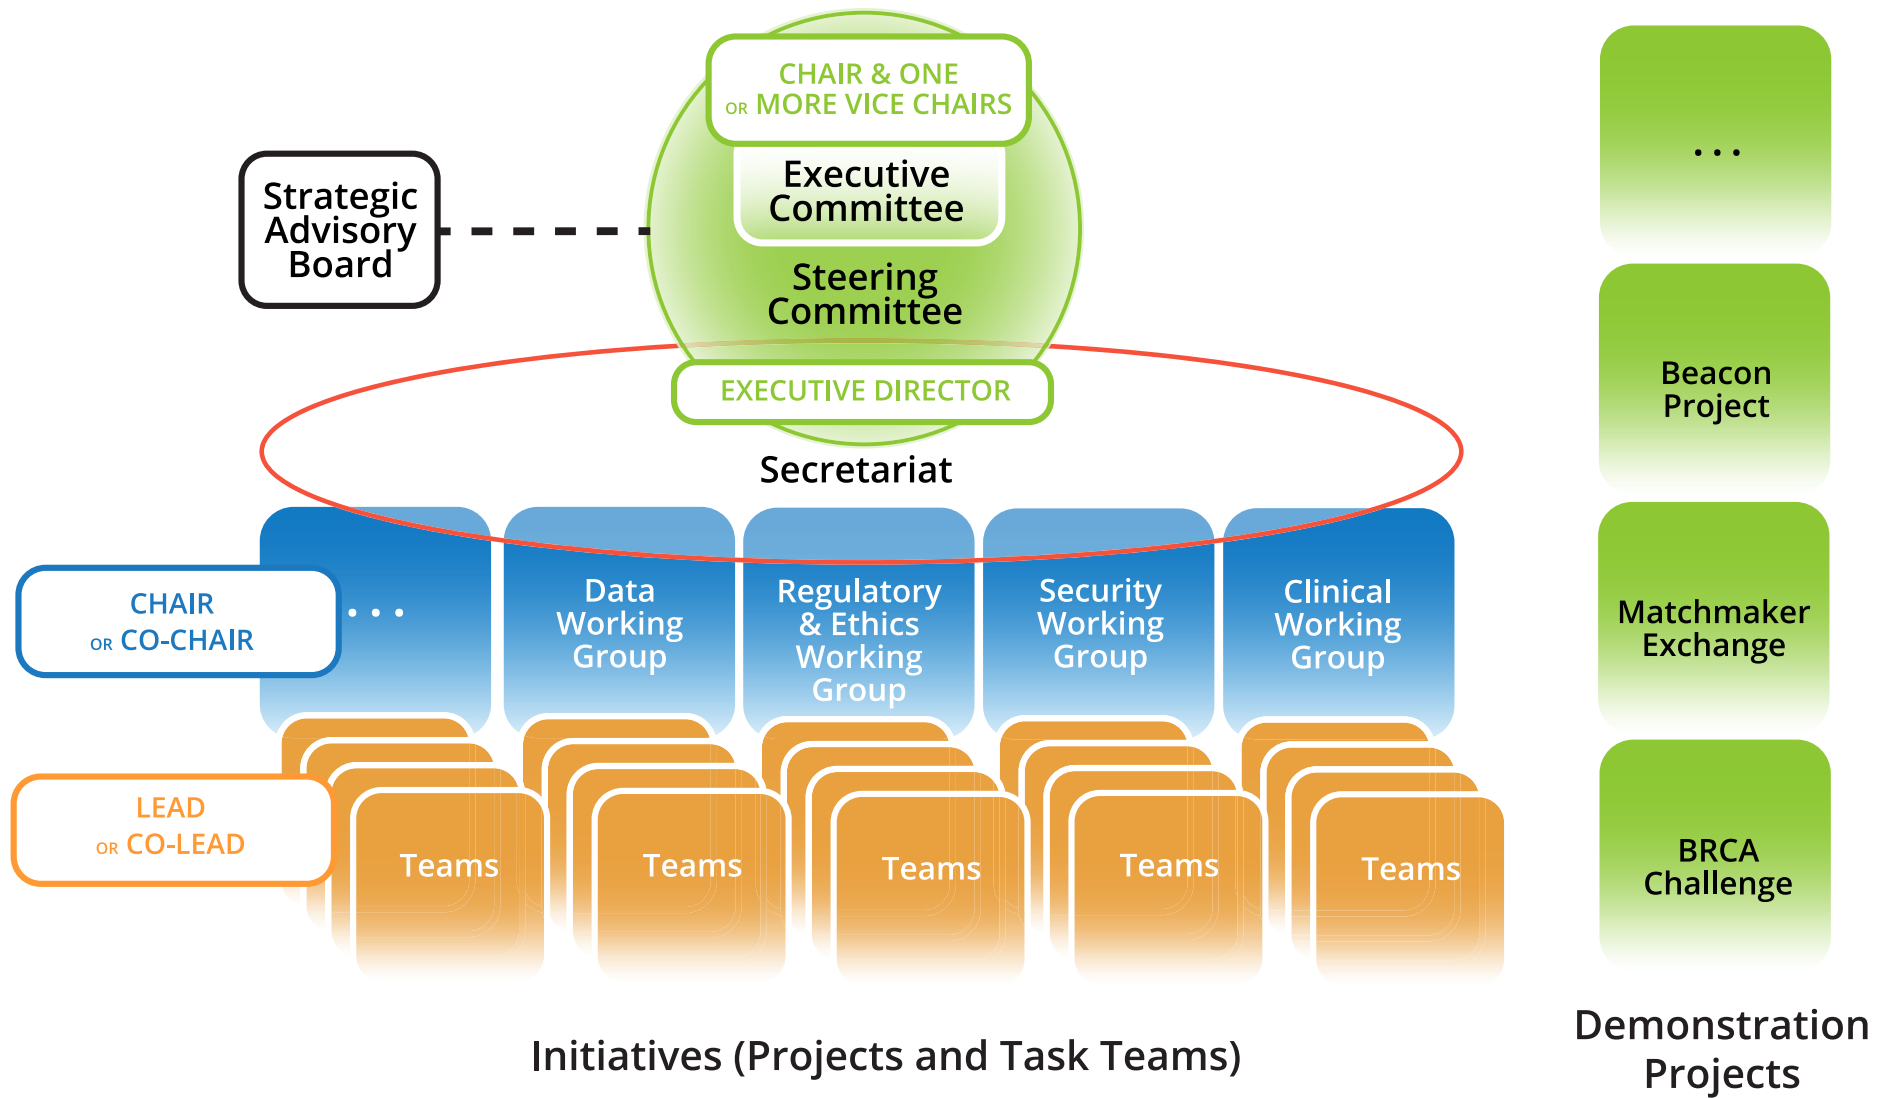 CHAIR & ONE
OR MORE VICE CHAIRS
Executive
Committee
Strategic
Advisory
Board
Steering
Committee
EXECUTIVE DIRECTOR
Secretariat
CHAIR
OR CO-CHAIR
...
Data
Working
Group
Regulatory
& Ethics
Working
Group
Security
Working
Group
Clinical
Working
Group
LEAD
OR CO-LEAD
Teams
Teams
Teams
Teams
Teams
Initiatives (Projects and Task Teams)
...
Beacon
Project
Matchmaker
Exchange
BRCA
Challenge
Demonstration
Projects